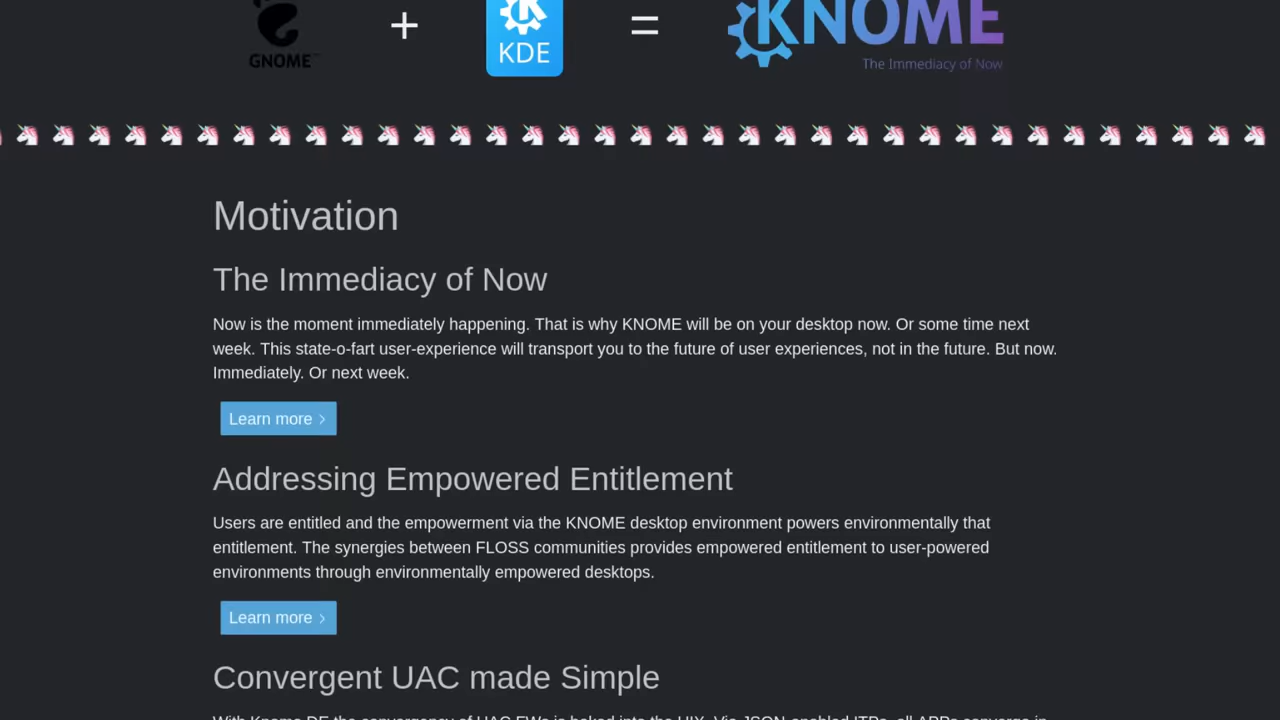 GNOME™ + KDE = KNOME
The Immediacy of Now
Motivation
The Immediacy of Now
Now is the moment immediately happening. That is why KNOME will be on your desktop now. Or some time next
week. This state-o-fart user-experience will transport you to the future of user experiences, not in the future. But now.
Immediately. Or next week.
Learn more
Addressing Empowered Entitlement
Users are entitled and the empowerment via the KNOME desktop environment powers environmentally that
entitlement. The synergies between FLOSS communities provides empowered entitlement to user-powered
environments through environmentally empowered desktops.
Learn more
Convergent UAC made Simple